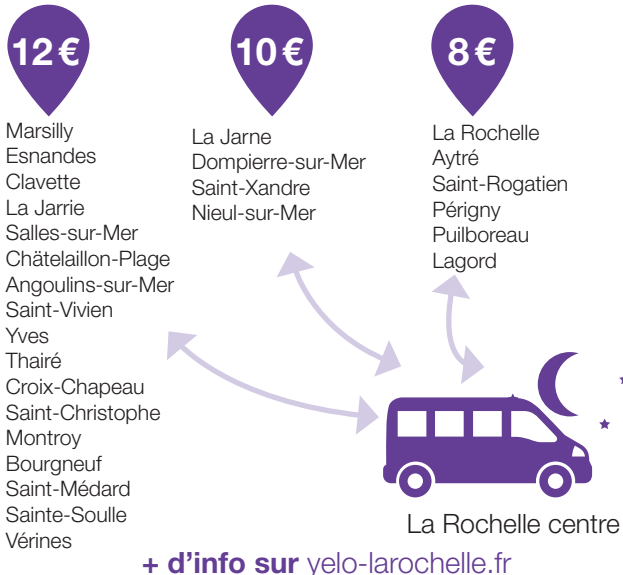 12 €
Marsilly
Esnandes
Clavette
La Jarrie
Salles-sur-Mer
Châtelaillon-Plage
Angoulins-sur-Mer
Saint-Vivien
Yves
Thairé
Croix-Chapeau
Saint-Christophe
Montroy
Bourgneuf
Saint-Médard
Sainte-Soulle
Vérines
10 €
La Jarne
Dompierre-sur-Mer
Saint-Xandre
Nieul-sur-Mer
8 €
La Rochelle
Aytré
Saint-Rogatien
Périgny
Puilboreau
Lagord
La Rochelle centre
+ d'info sur yelo-larochelle.fr